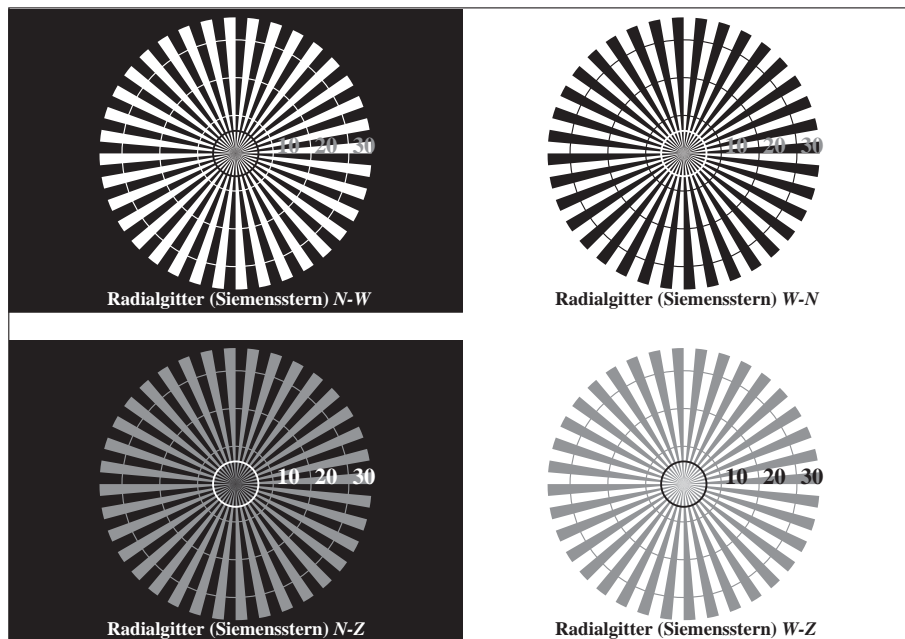 10 20 30
Radialgitter (Siemensstern) N-W
10 20 30
Radialgitter (Siemensstern) W-N
10 20 30
Radialgitter (Siemensstern) N-Z
10 20 30
Radialgitter (Siemensstern) W-Z